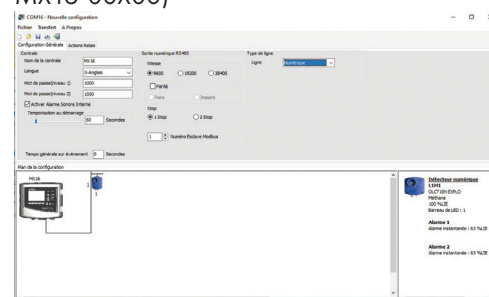 MX16-00x00)
COM16 - Nouvelle configuration
Fichier Transfert A Propos
Configuration Générale Actions Relais
Centrale
Nom de la centrale MX16
Langue 0-Anglais
Mot de passe(niveau 1) 1000
Mot de passe(niveau 2) 1000
Activer Alarme Sonore Interne
Temporisation au démarrage
60 Secondes
Tempo générale sur évènement 0 Secondes
Sortie numérique RS485
Vitesse
9600 19200 38400
Parité
Paire Impaire
Stop
1 Stop 2 Stop
1 Numéro Esclave Modbus
Type de ligne
Ligne Numérique
Plan de la configuration
MX16
1
1
Détecteur numérique
L1M1
OLCT10N EXPLO
Méthane
100 %LIE
Barreau de LED : 1
Alarme 1
Alarme instantanée : 63 %LIE
Alarme 2
Alarme instantanée : 63 %LIE